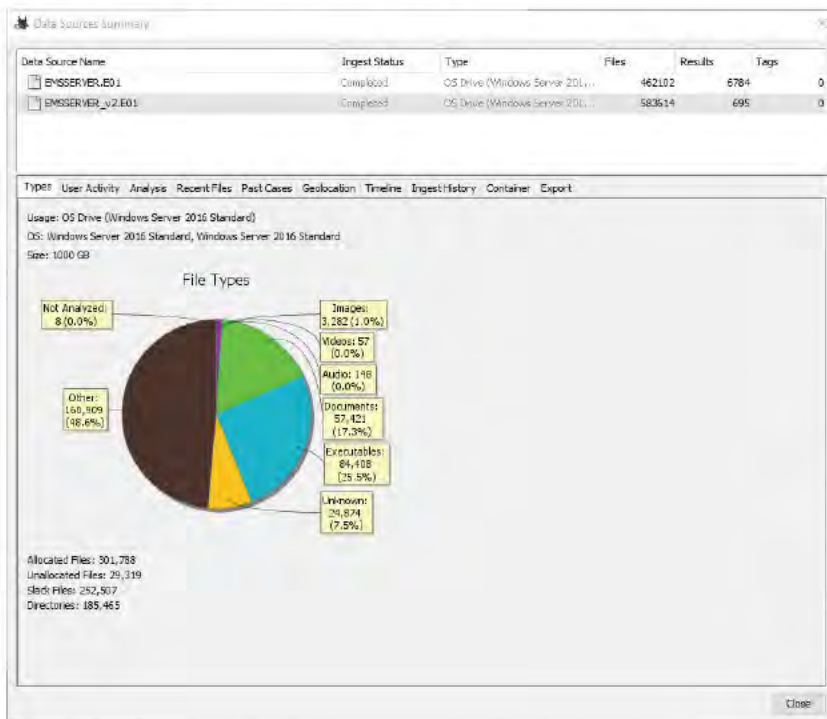 Data Sources Summary
Data Source Name Ingest Status Type Files Results Tags
EMSSERVER.E01 Completed OS Drive (Windows Server 201... 462102 6784 0
EMSSERVER_v2.E01 Completed OS Drive (Windows Server 201... 583614 695 0
Types User Activity Analysis Recent Files Past Cases Geolocation Timeline Ingest History Container Export
Usage: OS Drive (Windows Server 2016 Standard)
OS: Windows Server 2016 Standard, Windows Server 2016 Standard
Size: 1000 GB
File Types
Not Analyzed:
8 (0.0%)
Images:
3,282 (1.0%)
Videos: 57
(0.0%)
Audio: 148
(0.0%)
Other:
160,909
(48.6%)
Documents:
57,421
(17.3%)
Executables:
84,408
(25.5%)
Unknown:
24,874
(7.5%)
Allocated Files: 301,788
Unallocated Files: 29,319
Slack Files: 252,507
Directories: 185,465
Close